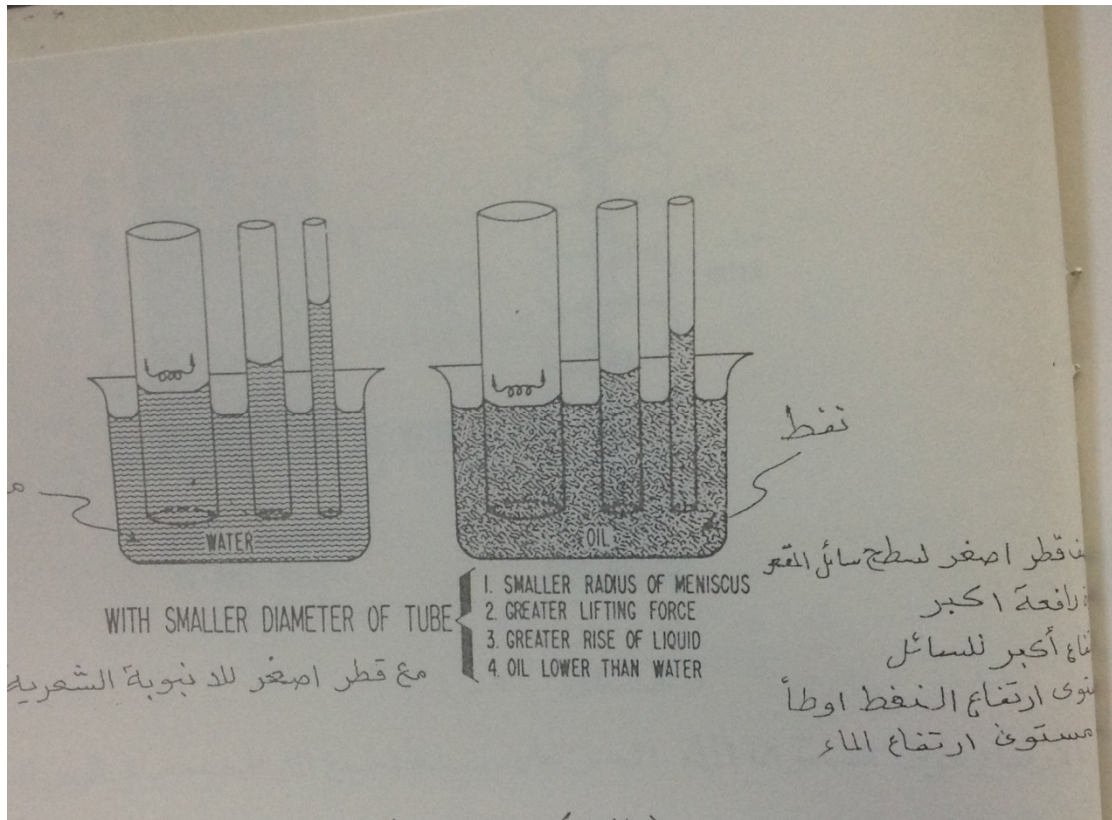 نفط
WATER
OIL
WITH SMALLER DIAMETER OF TUBE
1. SMALLER RADIUS OF MENISCUS
2. GREATER LIFTING FORCE
3. GREATER RISE OF LIQUID
4. OIL LOWER THAN WATER
مع قطر اصغر للانبوبة الشعرية
قطر اصغر لسطح سائل المقعر
رافعة اكبر
أكبر للسائل
ارتفاع النفط اوطأ
مستوى ارتفاع الماء